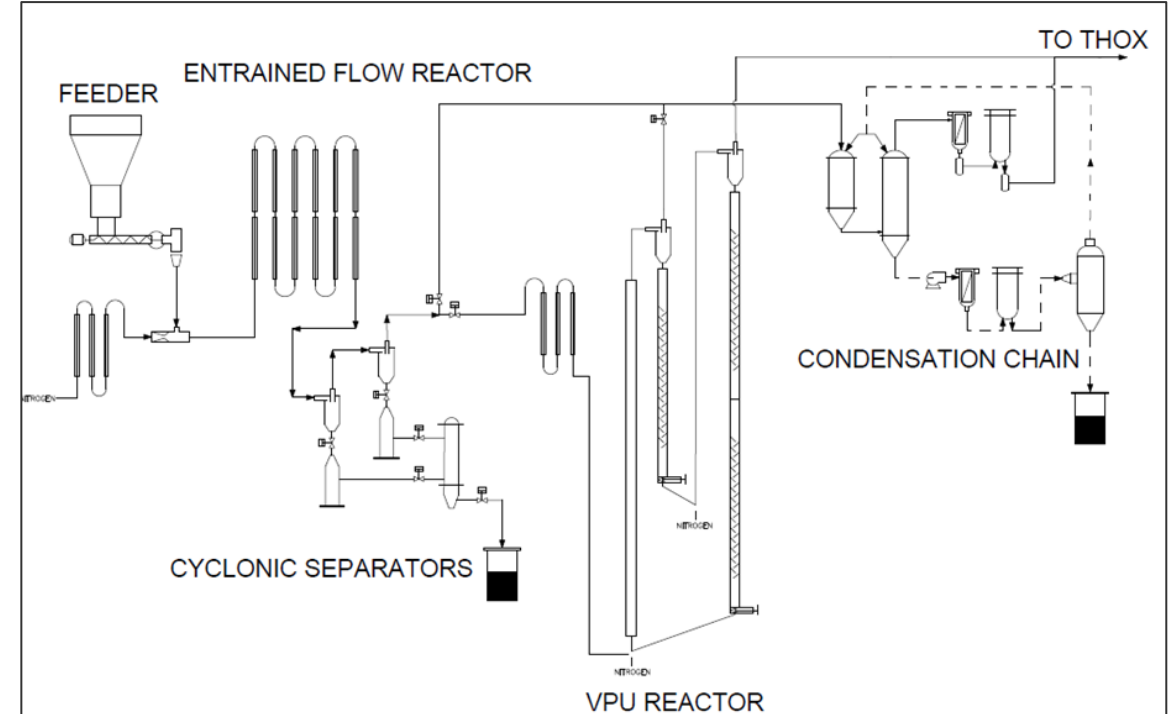 TO THOX
ENTRAINED FLOW REACTOR
FEEDER
CONDENSATION CHAIN
NITROGEN
NITROGEN
CYCLONIC SEPARATORS
NITROGEN
VPU REACTOR